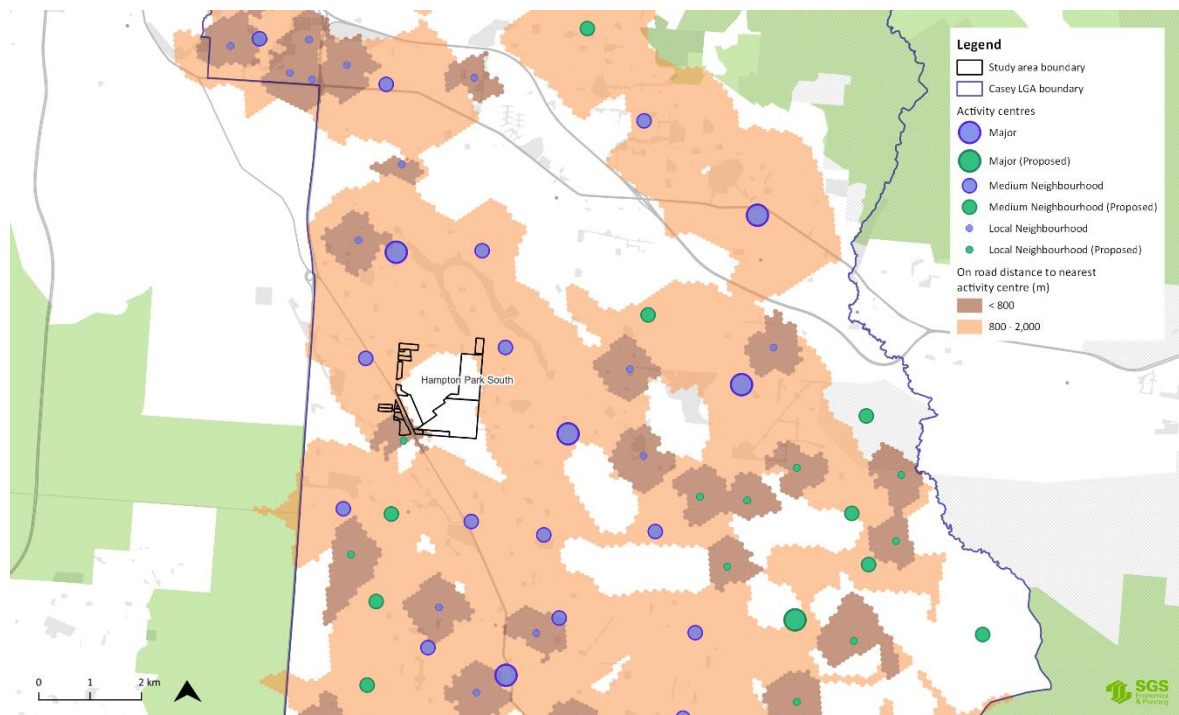 Legend
Study area boundary
Casey LGA boundary
Activity centres
Major
Major (Proposed)
Medium Neighbourhood
Medium Neighbourhood (Proposed)
Local Neighbourhood
Local Neighbourhood (Proposed)
On road distance to nearest
activity centre (m)
< 800
800 - 2,000
Hampton Park South
0 1 2 km
SGS
Economics
& Planning